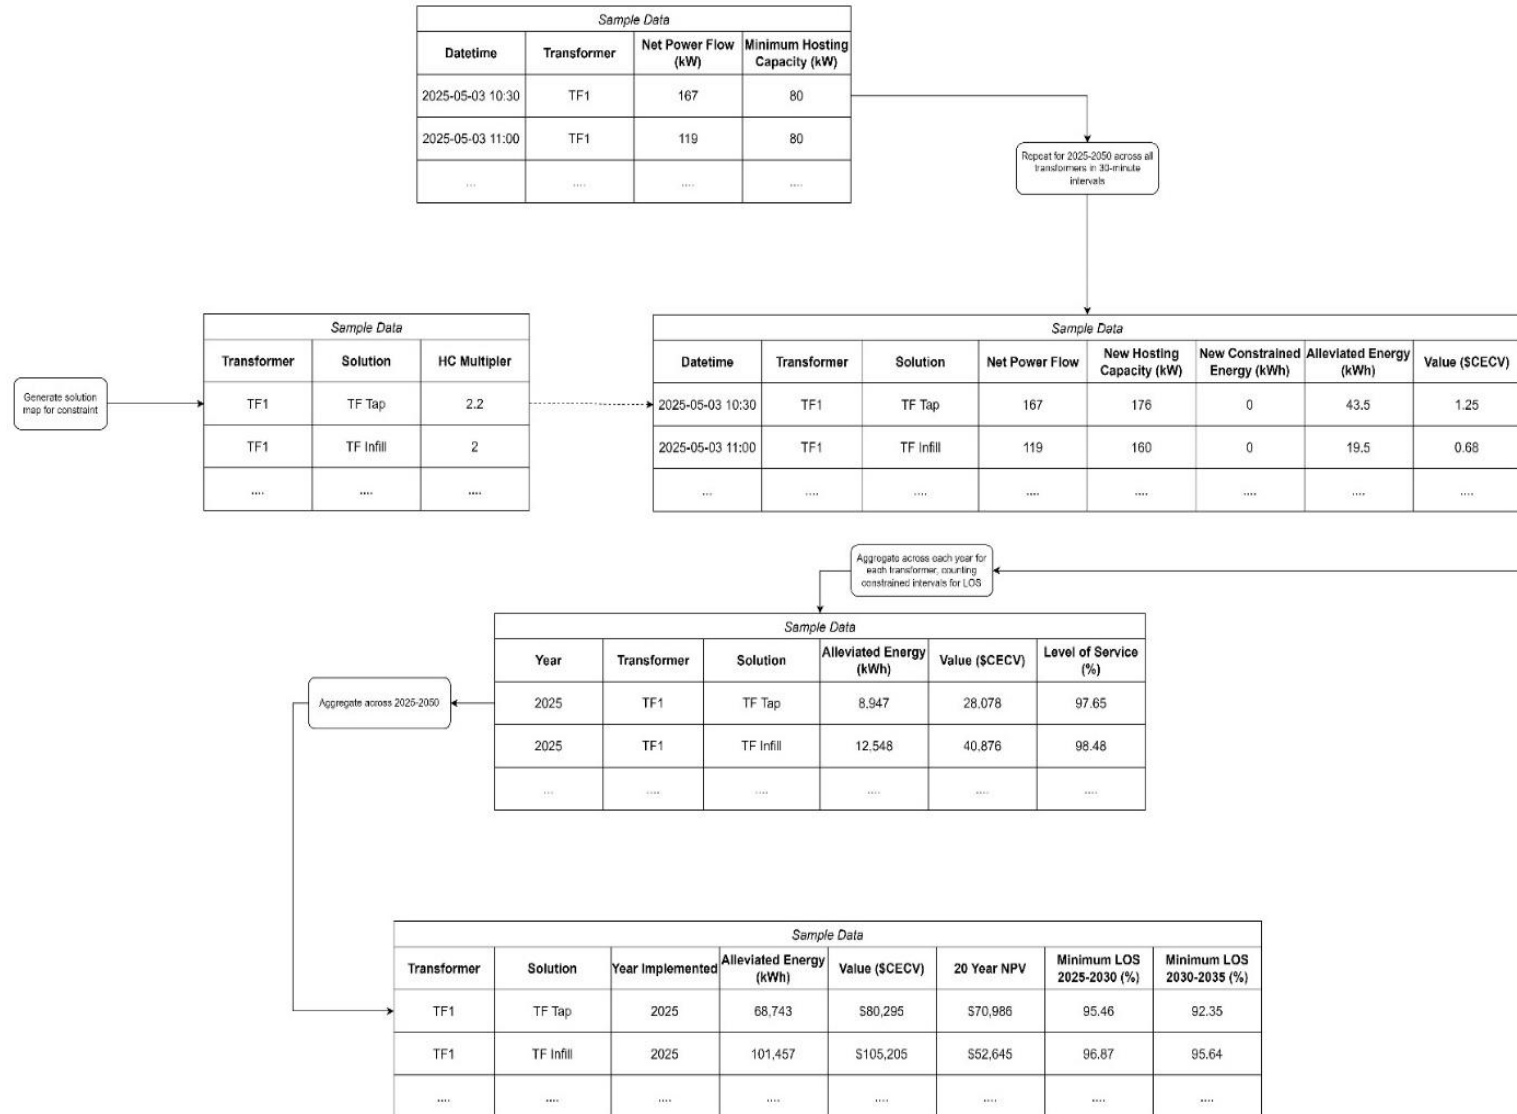 Sample Data
Datetime Transformer Net Power Flow (kW) Minimum Hosting Capacity (kW)
2025-05-03 10:30 TF1 167 80
2025-05-03 11:00 TF1 119 80
... .... .... ....
Repeat for 2025-2050 across all
transformers in 30-minute
intervals
Generate solution
map for constraint
Sample Data
Transformer Solution HC Multipler
TF1 TF Tap 2.2
TF1 TF Infill 2
.... .... ....
Sample Data
Datetime Transformer Solution Net Power Flow New Hosting Capacity (kW) New Constrained Energy (kWh) Alleviated Energy (kWh) Value ($CECV)
2025-05-03 10:30 TF1 TF Tap 167 176 0 43.5 1.25
2025-05-03 11:00 TF1 TF Infill 119 160 0 19.5 0.68
... .... .... .... .... .... .... ....
Aggregate across each year for
each transformer, counting
constrained intervals for LOS
Sample Data
Year Transformer Solution Alleviated Energy (kWh) Value ($CECV) Level of Service (%)
2025 TF1 TF Tap 8,947 28,078 97.65
2025 TF1 TF Infill 12,548 40,876 98.48
... .... .... .... .... ....
Aggregate across 2025-2050
Sample Data
Transformer Solution Year Implemented Alleviated Energy (kWh) Value ($CECV) 20 Year NPV Minimum LOS 2025-2030 (%) Minimum LOS 2030-2035 (%)
TF1 TF Tap 2025 68,743 $80,295 $70,986 95.46 92.35
TF1 TF Infill 2025 101,457 $105,205 $52,645 96.87 95.64
.... .... .... .... .... .... .... ....